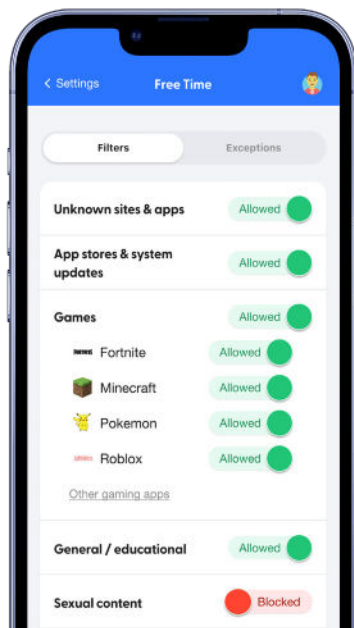 Settings
Free Time
Filters
Exceptions
Unknown sites & apps
Allowed
App stores & system
updates
Allowed
Games
Allowed
Fortnite
Allowed
Minecraft
Allowed
Pokemon
Allowed
Roblox
Allowed
Other gaming apps
General / educational
Allowed
Sexual content
Blocked